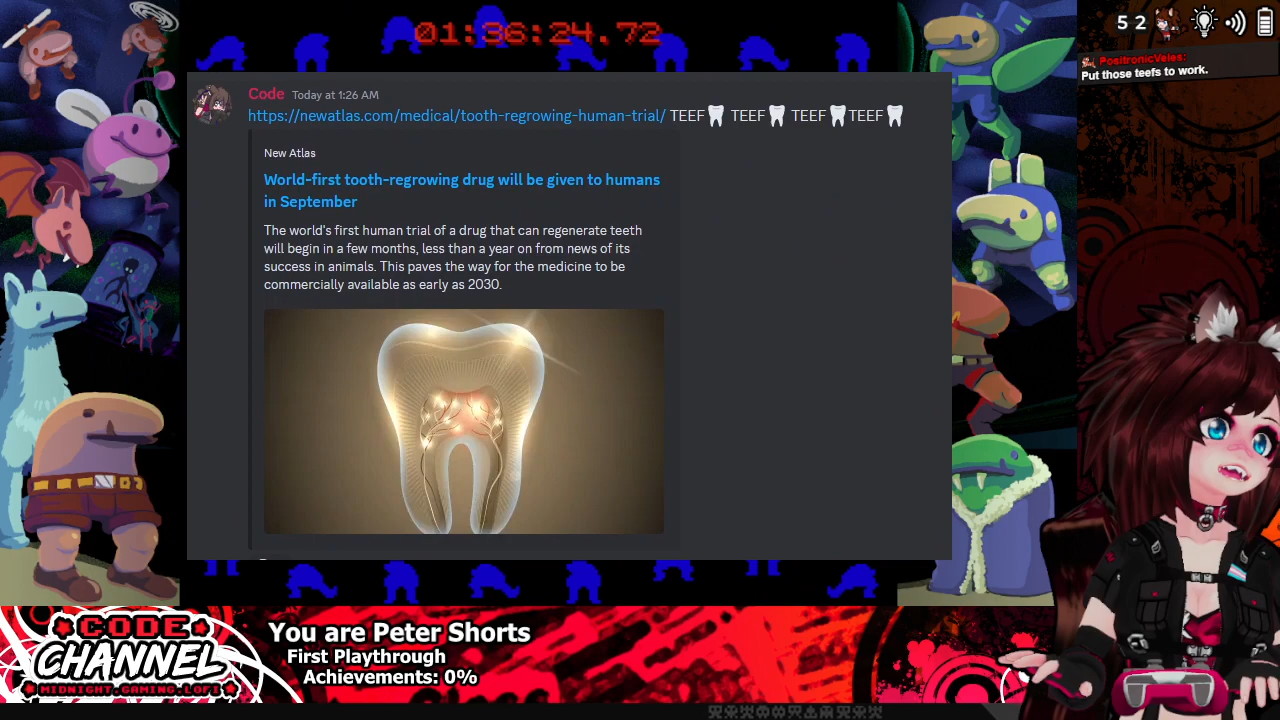 01:36:24.72
52
PositronicVeles:
Put those teefs to work.
Code Today at 1:26 AM
https://newatlas.com/medical/tooth-regrowing-human-trial/ TEEF🦷 TEEF🦷 TEEF🦷TEEF🦷
New Atlas
World-first tooth-regrowing drug will be given to humans
in September
The world's first human trial of a drug that can regenerate teeth
will begin in a few months, less than a year on from news of its
success in animals. This paves the way for the medicine to be
commercially available as early as 2030.
CODE
CHANNEL
MIDNIGHT.GAMING.LOFI
You are Peter Shorts
First Playthrough
Achievements: 0%